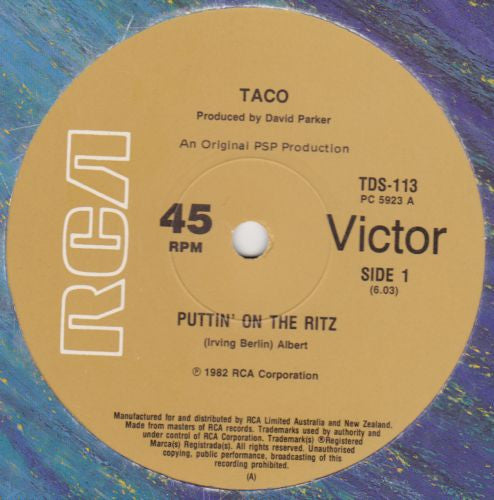 TACO
Produced by David Parker
An Original PSP Production
RCA
TDS-113
PC 5923 A
45
RPM
Victor
SIDE 1
(6.03)
PUTTIN' ON THE RITZ
(Irving Berlin) Albert
℗ 1982 RCA Corporation
Manufactured for and distributed by RCA Limited Australia and New Zealand.
Made from masters of RCA records. Trademarks used by authority and
under control of RCA Corporation. Trademark(s) ®Registered
Marca(s) Registrada(s). All rights reserved. Unauthorised
copying, public performance, broadcasting of this
recording prohibited.
(A)